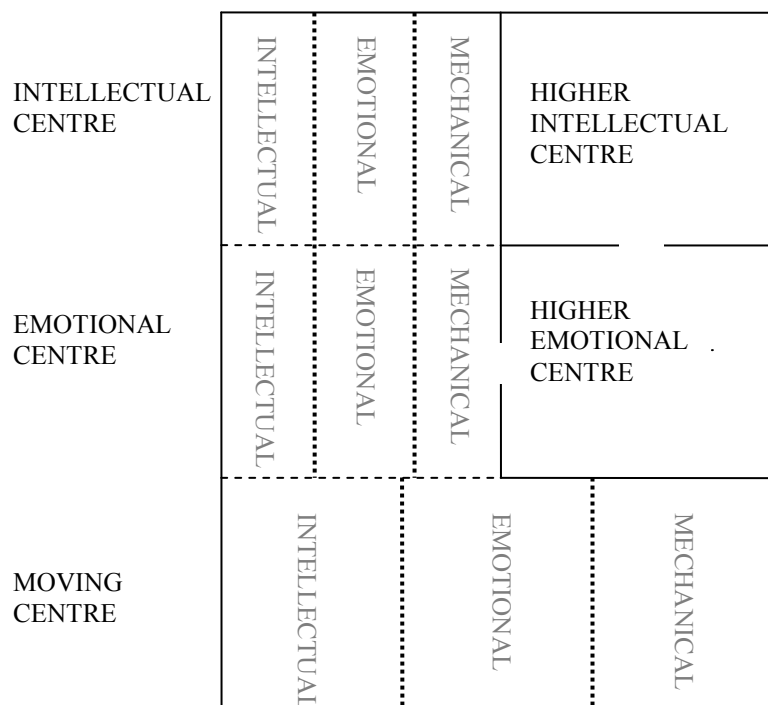 INTELLECTUAL
CENTRE
INTELLECTUAL
EMOTIONAL
MECHANICAL
HIGHER
INTELLECTUAL
CENTRE
EMOTIONAL
CENTRE
INTELLECTUAL
EMOTIONAL
MECHANICAL
HIGHER
EMOTIONAL .
CENTRE
MOVING
CENTRE
INTELLECTUAL
EMOTIONAL
MECHANICAL